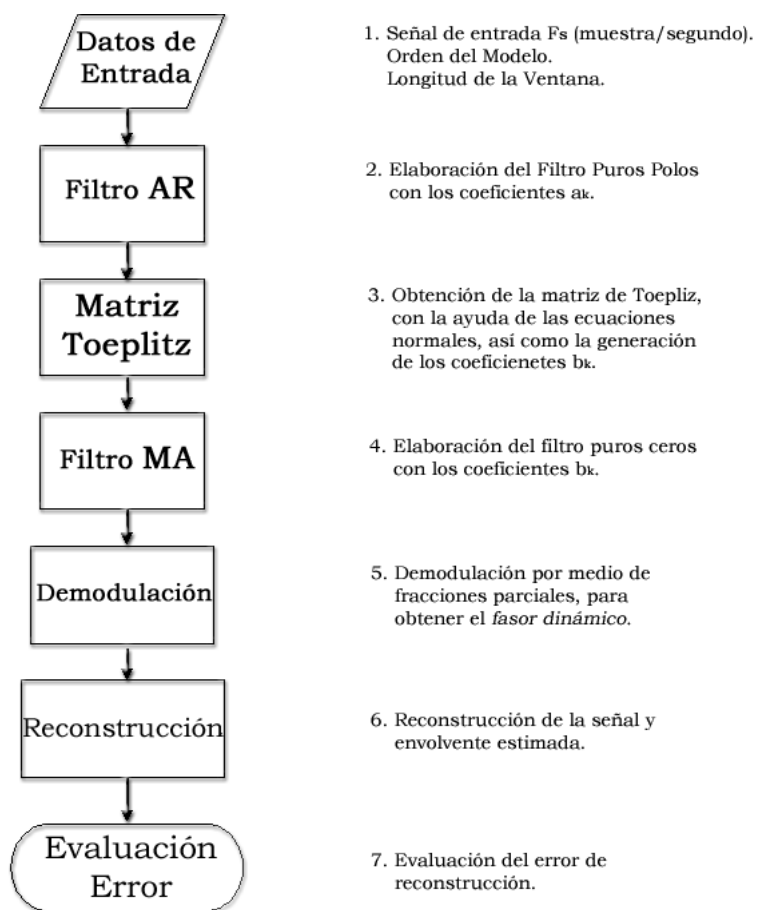 Datos de
Entrada
1. Señal de entrada Fs (muestra/segundo).
Orden del Modelo.
Longitud de la Ventana.
Filtro AR
2. Elaboración del Filtro Puros Polos
con los coeficientes ak.
Matriz
Toeplitz
3. Obtención de la matriz de Toepliz,
con la ayuda de las ecuaciones
normales, así como la generación
de los coeficienetes bk.
Filtro MA
4. Elaboración del filtro puros ceros
con los coeficientes bk.
Demodulación
5. Demodulación por medio de
fracciones parciales, para
obtener el fasor dinámico.
Reconstrucción
6. Reconstrucción de la señal y
envolvente estimada.
Evaluación
Error
7. Evaluación del error de
reconstrucción.